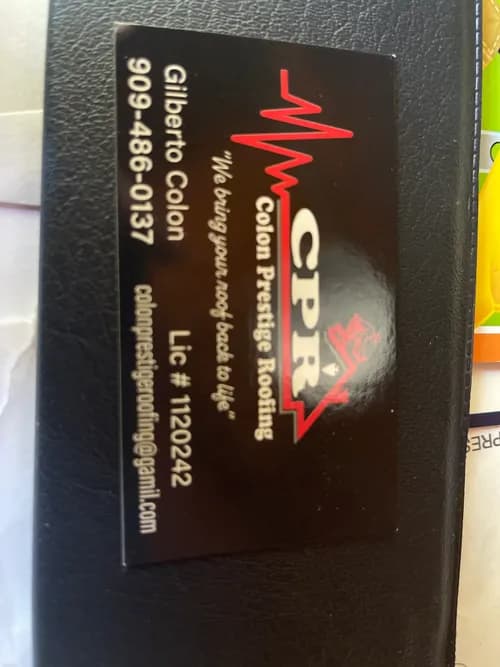 CPR
Colon Prestige Roofing
"We bring your roof back to life"
Gilberto Colon
Lic # 1120242
909-486-0137
colonprestigeroofing@gamil.com
PRES